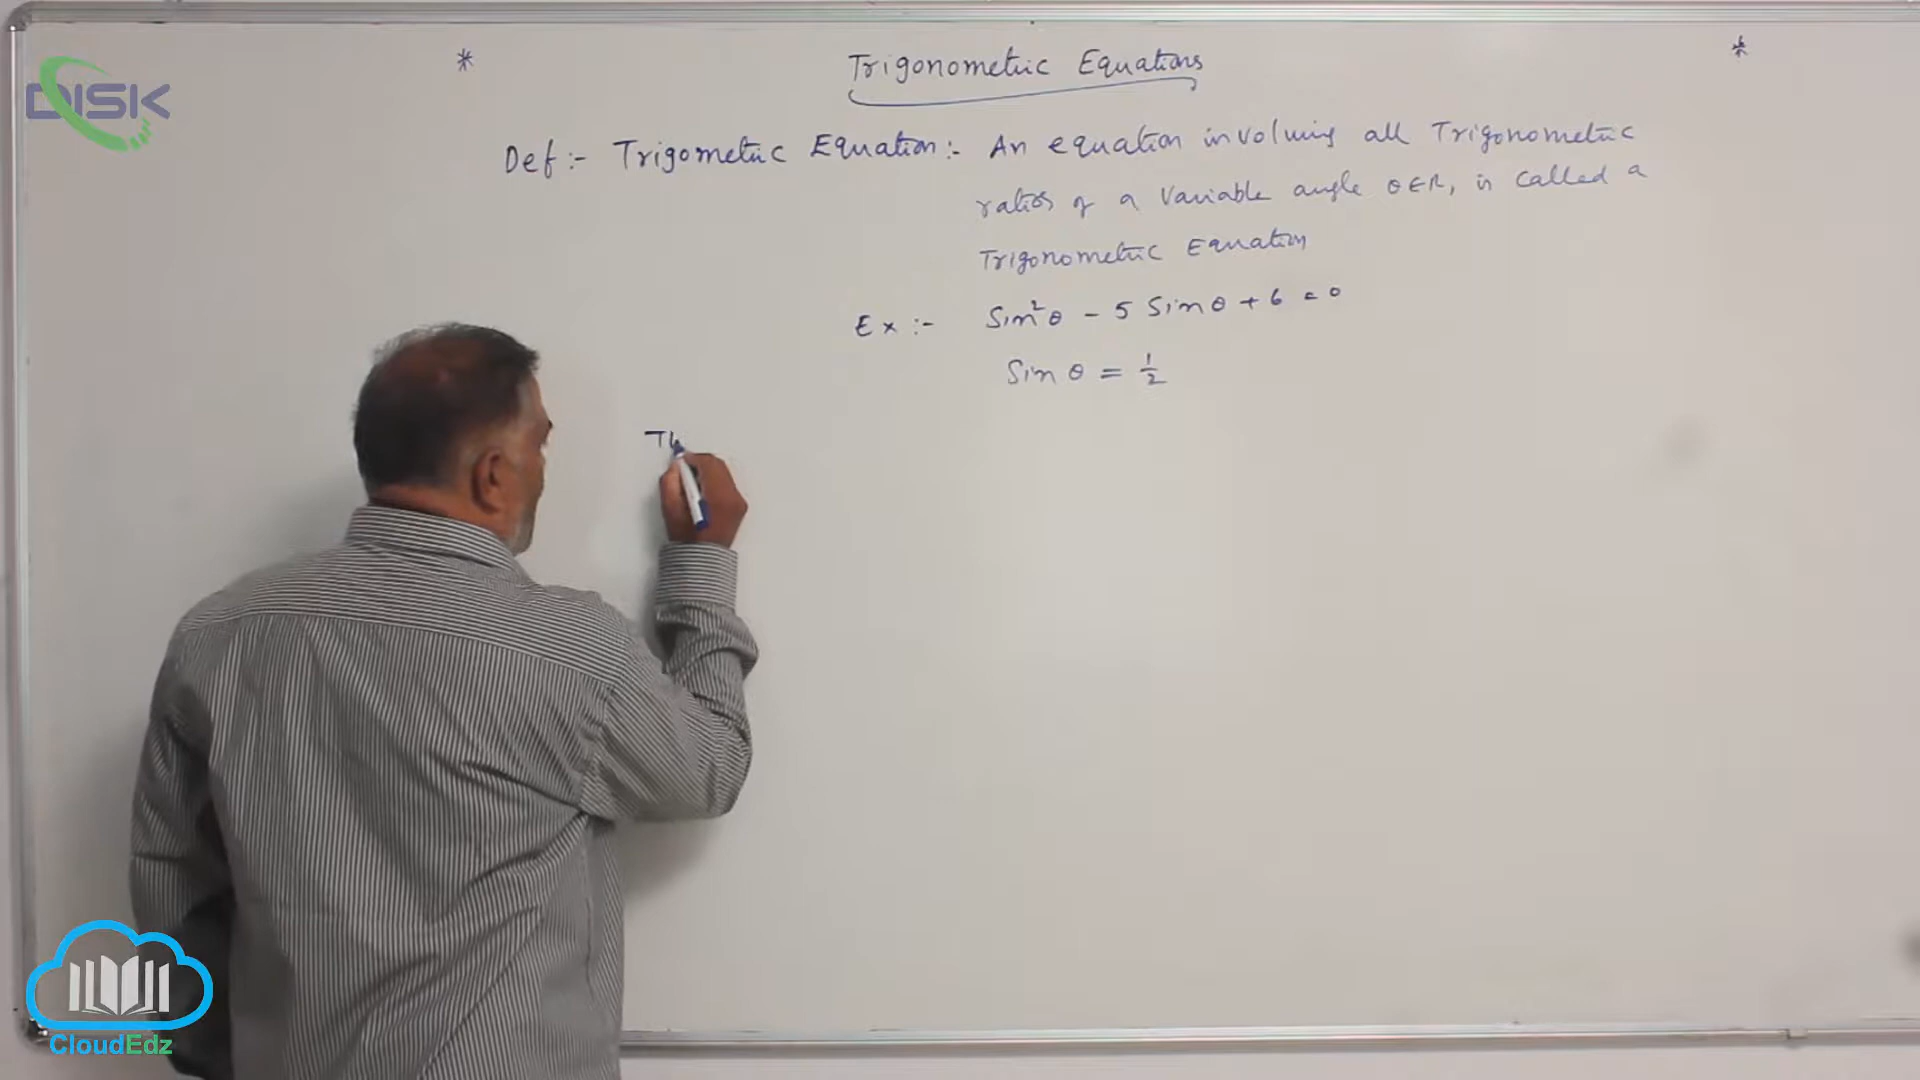 * Trigonometric Equations *
DISK
Def :- Trigometric Equation :- An equation involving all Trigonometric
ratios of a variable angle θ∈R, is called a
Trigonometric Equation
Ex :- Sin²θ - 5 Sinθ + 6 = 0
Sin θ = 1/2
Th
CloudEdz